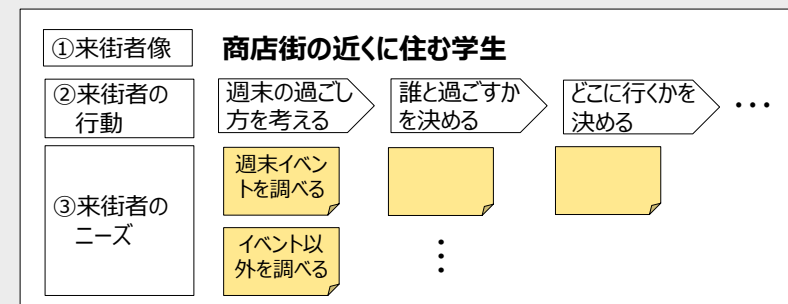 ①来街者像
商店街の近くに住む学生
②来街者の
行動
週末の過ごし
方を考える
誰と過ごすか
を決める
どこに行くかを
決める
・・・
③来街者の
ニーズ
週末イベン
トを調べる
イベント以
外を調べる
：